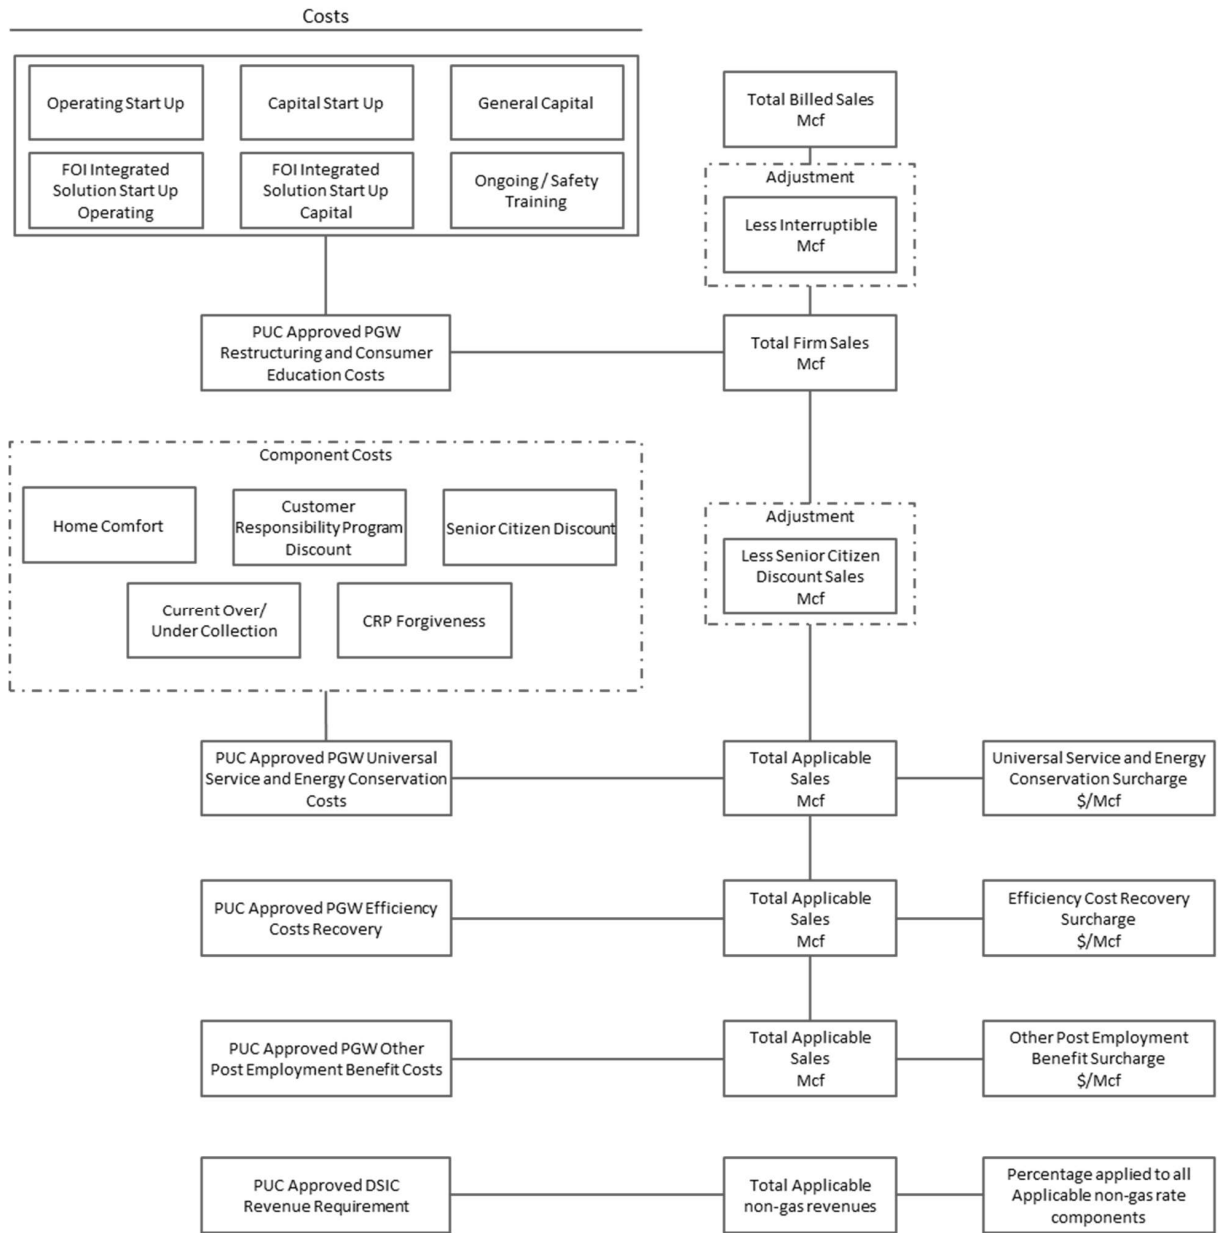 Costs
Operating Start Up
Capital Start Up
General Capital
FOI Integrated
Solution Start Up
Operating
FOI Integrated
Solution Start Up
Capital
Ongoing / Safety
Training
Total Billed Sales
Mcf
Adjustment
Less Interruptible
Mcf
PUC Approved PGW
Restructuring and Consumer
Education Costs
Total Firm Sales
Mcf
Component Costs
Home Comfort
Customer
Responsibility Program
Discount
Senior Citizen Discount
Current Over/
Under Collection
CRP Forgiveness
Adjustment
Less Senior Citizen
Discount Sales
Mcf
PUC Approved PGW Universal
Service and Energy Conservation
Costs
Total Applicable
Sales
Mcf
Universal Service and Energy
Conservation Surcharge
$/Mcf
PUC Approved PGW Efficiency
Costs Recovery
Total Applicable
Sales
Mcf
Efficiency Cost Recovery
Surcharge
$/Mcf
PUC Approved PGW Other
Post Employment Benefit Costs
Total Applicable
Sales
Mcf
Other Post Employment
Benefit Surcharge
$/Mcf
PUC Approved DSIC
Revenue Requirement
Total Applicable
non-gas revenues
Percentage applied to all
Applicable non-gas rate
components